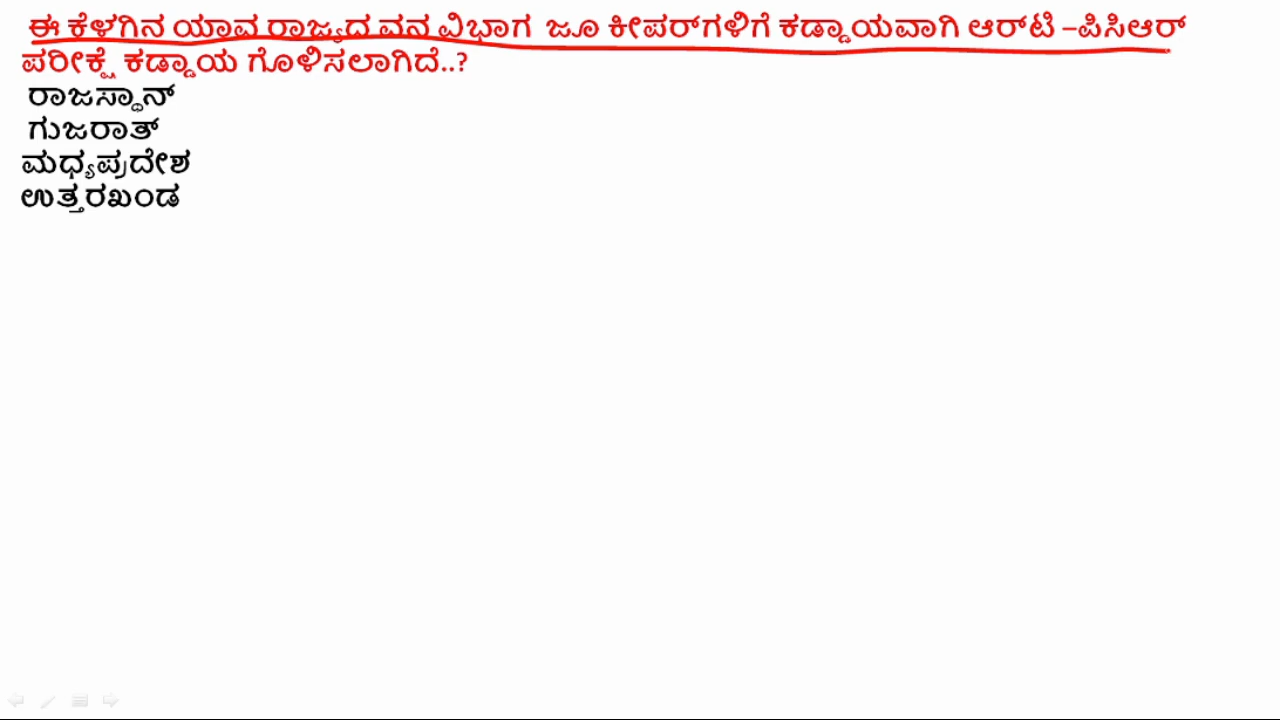 ಈ ಕೆಳಗಿನ ಯಾವ ರಾಜ್ಯದ ವನ ವಿಭಾಗ ಜೂ ಕೀಪರ್‌ಗಳಿಗೆ ಕಡ್ಡಾಯವಾಗಿ ಆರ್‌ಟಿ –ಪಿಸಿಆರ್
ಪರೀಕ್ಷೆ ಕಡ್ಡಾಯ ಗೊಳಿಸಲಾಗಿದೆ..?
ರಾಜಸ್ಥಾನ್
ಗುಜರಾತ್
ಮಧ್ಯಪ್ರದೇಶ
ಉತ್ತರಖಂಡ